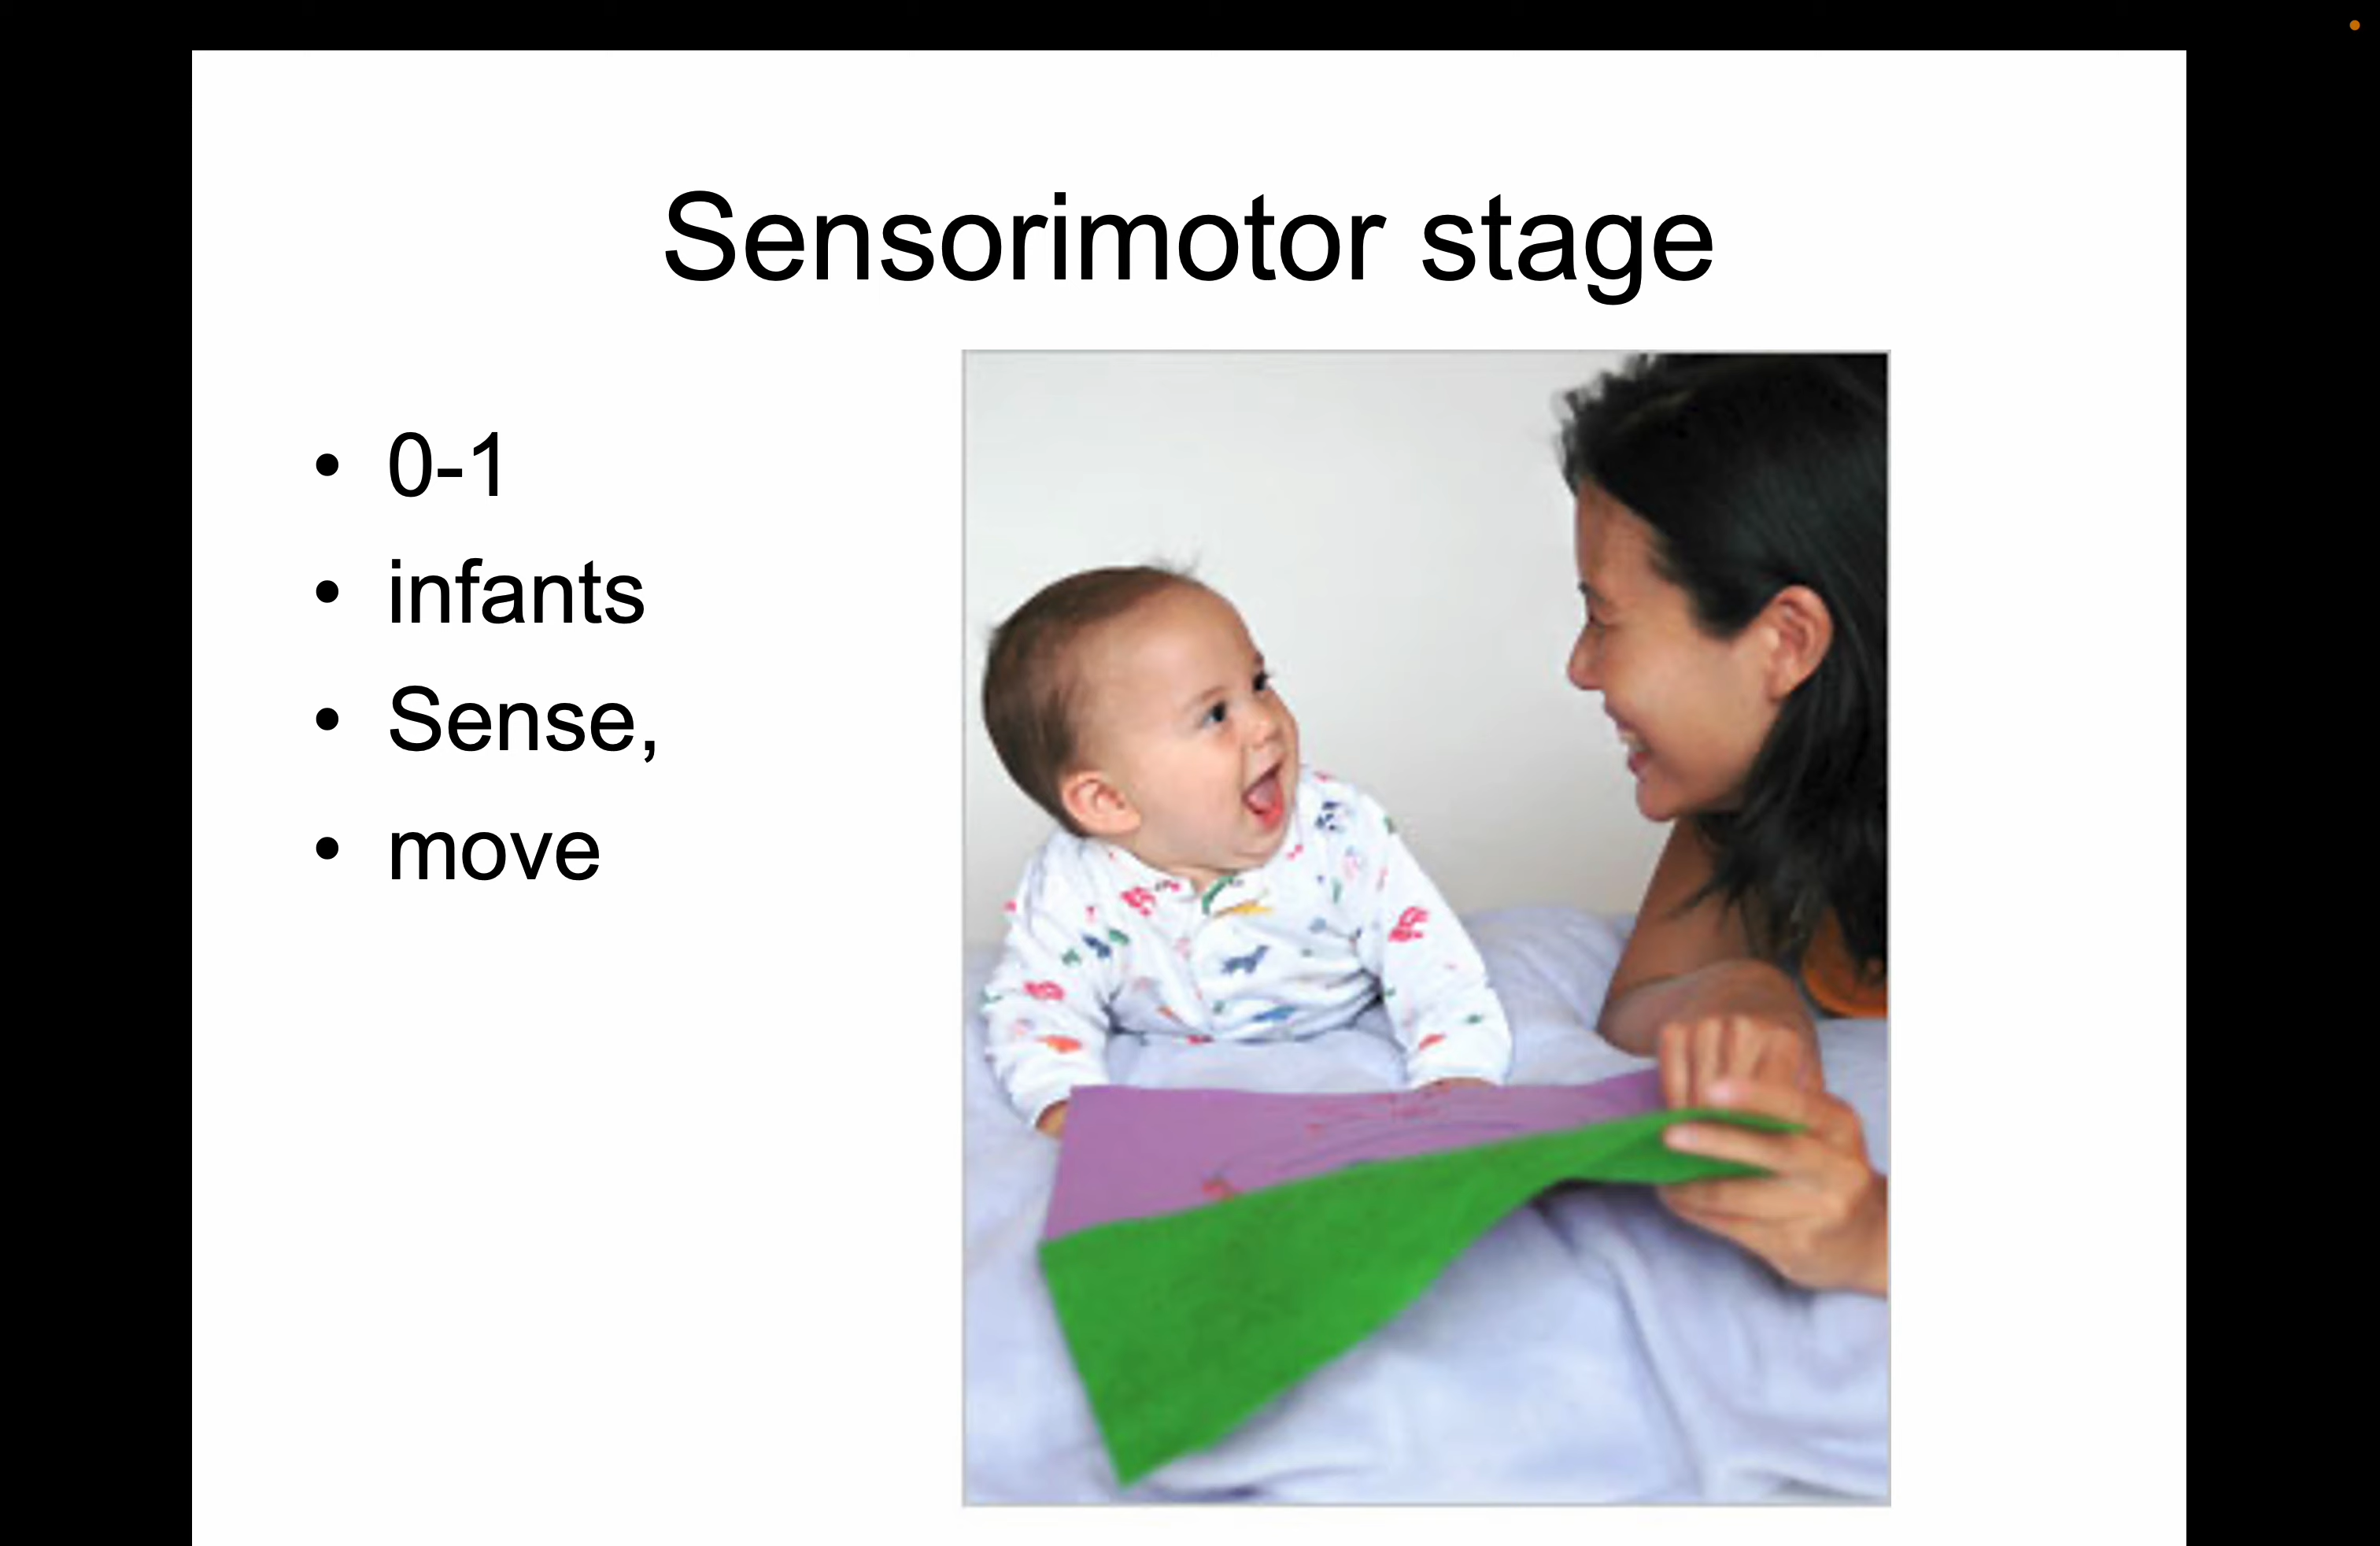 Sensorimotor stage
• 0-1
• infants
• Sense,
• move